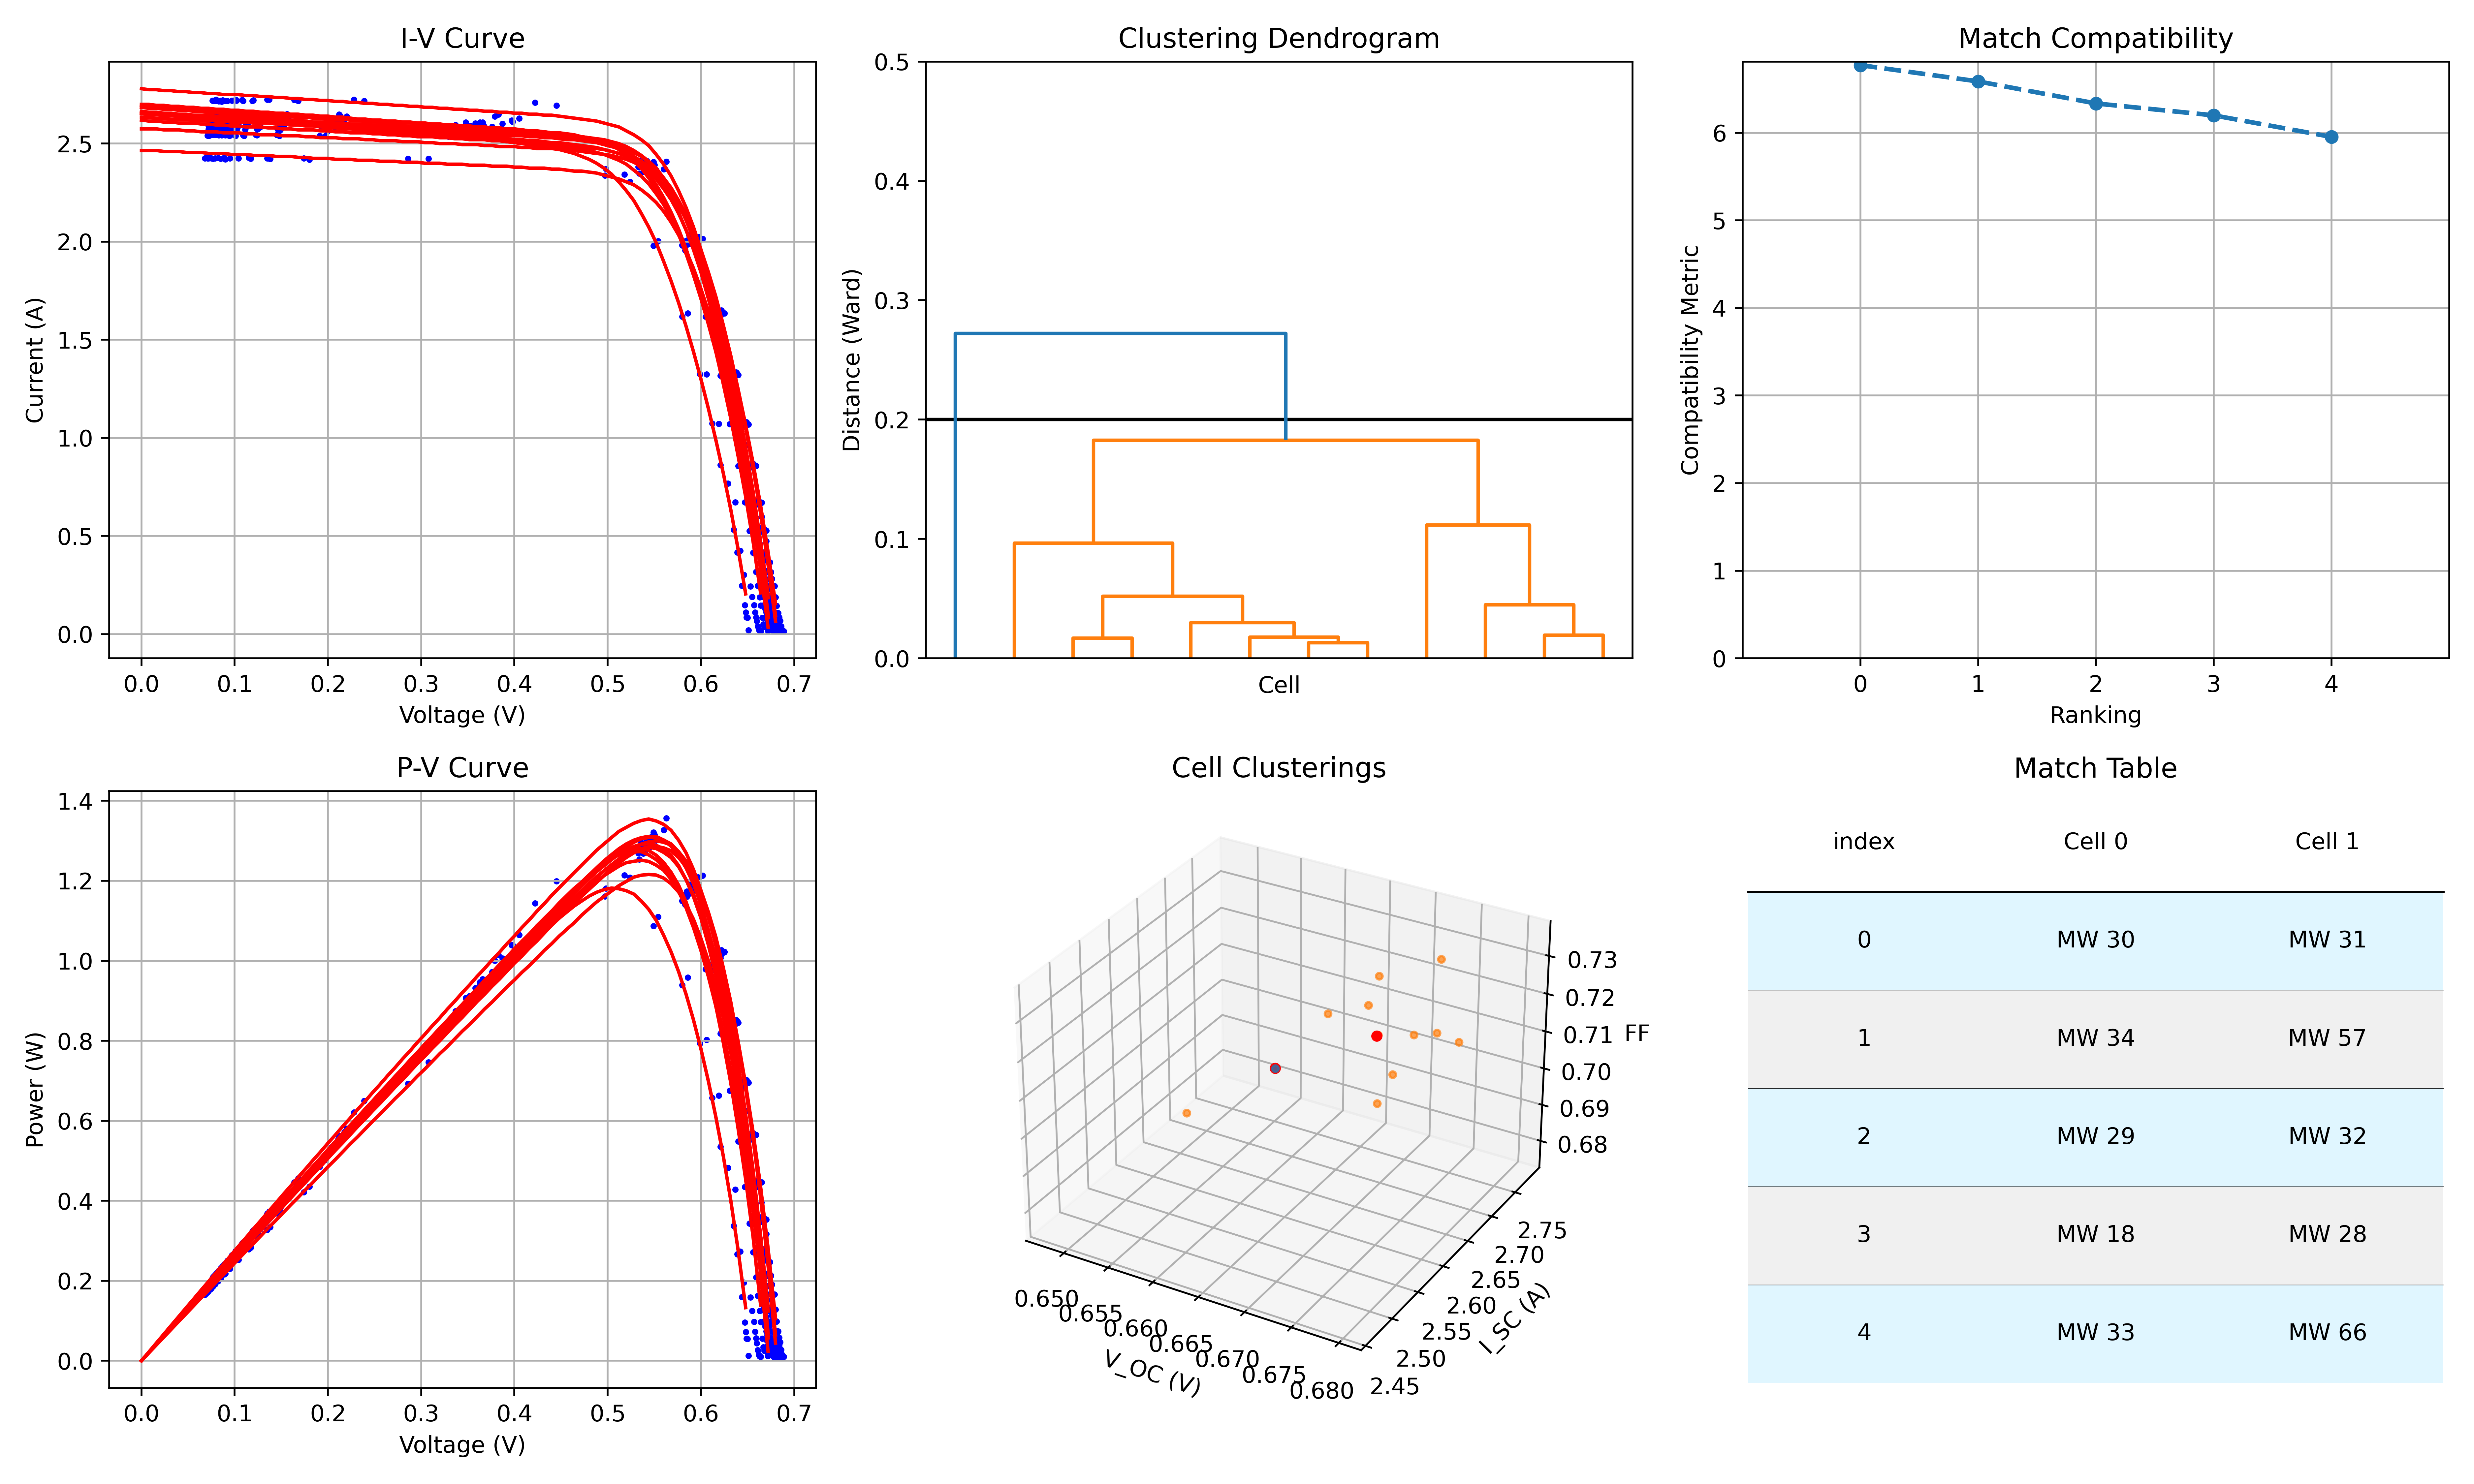 I-V Curve
Current (A)
2.5
2.0
1.5
1.0
0.5
0.0
0.0 0.1 0.2 0.3 0.4 0.5 0.6 0.7
Voltage (V)
Clustering Dendrogram
Distance (Ward)
0.5
0.4
0.3
0.2
0.1
0.0
Cell
Match Compatibility
Compatibility Metric
6
5
4
3
2
1
0
0 1 2 3 4
Ranking
P-V Curve
Power (W)
1.4
1.2
1.0
0.8
0.6
0.4
0.2
0.0
0.0 0.1 0.2 0.3 0.4 0.5 0.6 0.7
Voltage (V)
Cell Clusterings
0.73
0.72
0.71
0.70
0.69
0.68
FF
2.75
2.70
2.65
2.60
2.55
2.50
2.45
I_SC (A)
0.650
0.655
0.660
0.665
0.670
0.675
0.680
V_OC (V)
Match Table
index Cell 0 Cell 1
0 MW 30 MW 31
1 MW 34 MW 57
2 MW 29 MW 32
3 MW 18 MW 28
4 MW 33 MW 66